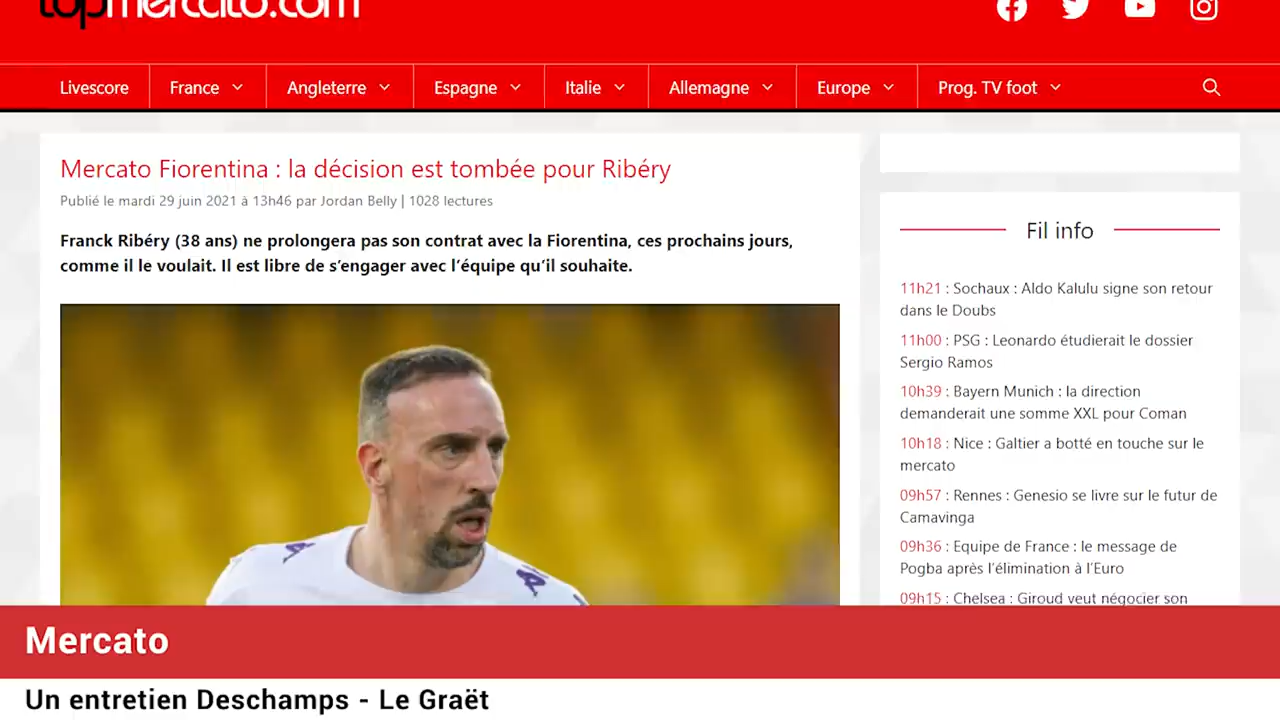 topmercato.com
Livescore France Angleterre Espagne Italie Allemagne Europe Prog. TV foot
Mercato Fiorentina : la décision est tombée pour Ribéry
Publié le mardi 29 juin 2021 à 13h46 par Jordan Belly | 1028 lectures
Franck Ribéry (38 ans) ne prolongera pas son contrat avec la Fiorentina, ces prochains jours,
comme il le voulait. Il est libre de s’engager avec l’équipe qu’il souhaite.
Fil info
11h21 : Sochaux : Aldo Kalulu signe son retour
dans le Doubs
11h00 : PSG : Leonardo étudierait le dossier
Sergio Ramos
10h39 : Bayern Munich : la direction
demanderait une somme XXL pour Coman
10h18 : Nice : Galtier a botté en touche sur le
mercato
09h57 : Rennes : Genesio se livre sur le futur de
Camavinga
09h36 : Equipe de France : le message de
Pogba après l’élimination à l’Euro
09h15 : Chelsea : Giroud veut négocier son
Mercato
Un entretien Deschamps - Le Graët